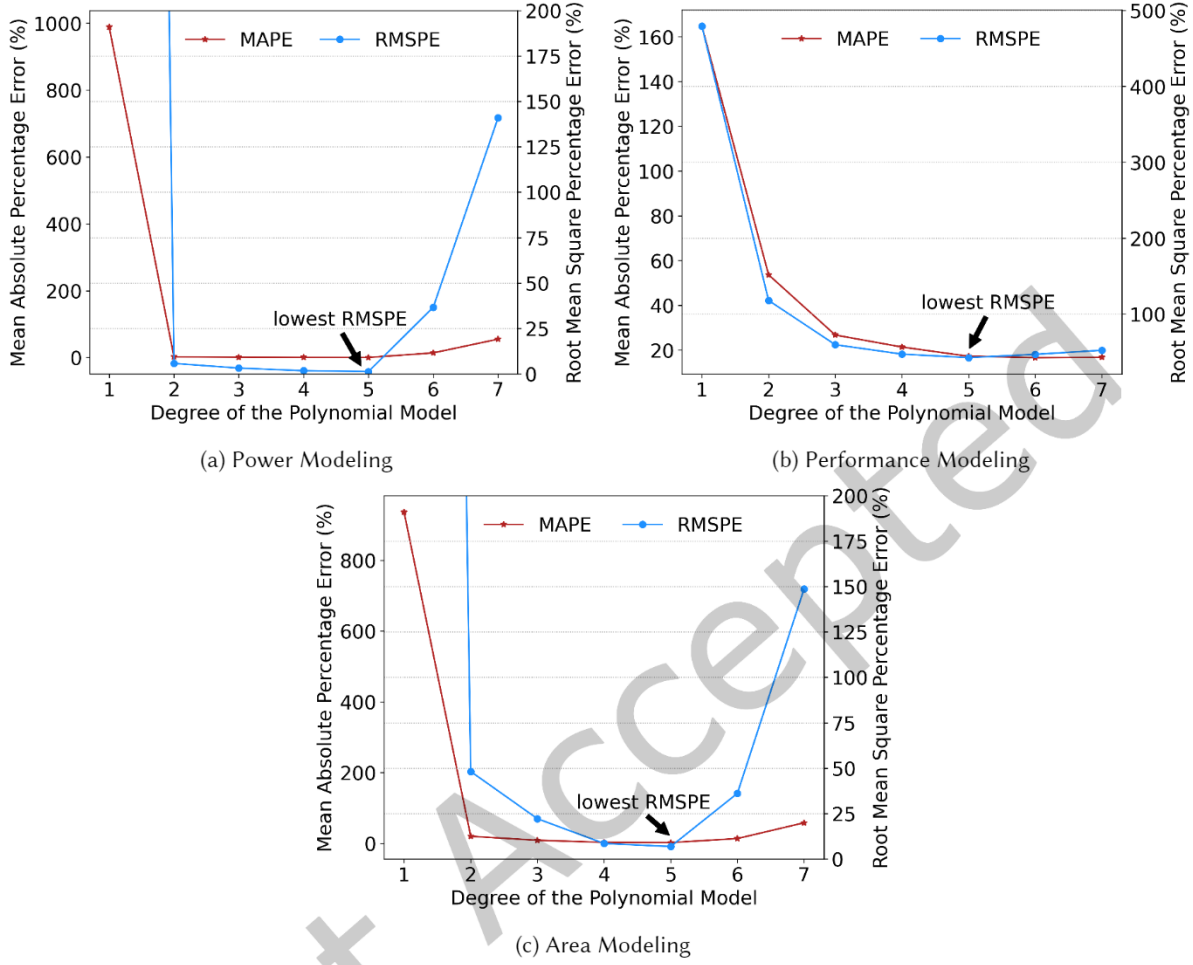 Mean Absolute Percentage Error (%)
1000
800
600
400
200
0
MAPE
RMSPE
200
175
150
125
100
75
50
25
0
Root Mean Square Percentage Error (%)
lowest RMSPE
1 2 3 4 5 6 7
Degree of the Polynomial Model
(a) Power Modeling
Mean Absolute Percentage Error (%)
160
140
120
100
80
60
40
20
MAPE
RMSPE
500
400
300
200
100
Root Mean Square Percentage Error (%)
lowest RMSPE
1 2 3 4 5 6 7
Degree of the Polynomial Model
(b) Performance Modeling
Mean Absolute Percentage Error (%)
800
600
400
200
0
MAPE
RMSPE
200
175
150
125
100
75
50
25
0
Root Mean Square Percentage Error (%)
lowest RMSPE
1 2 3 4 5 6 7
Degree of the Polynomial Model
(c) Area Modeling
Accepted